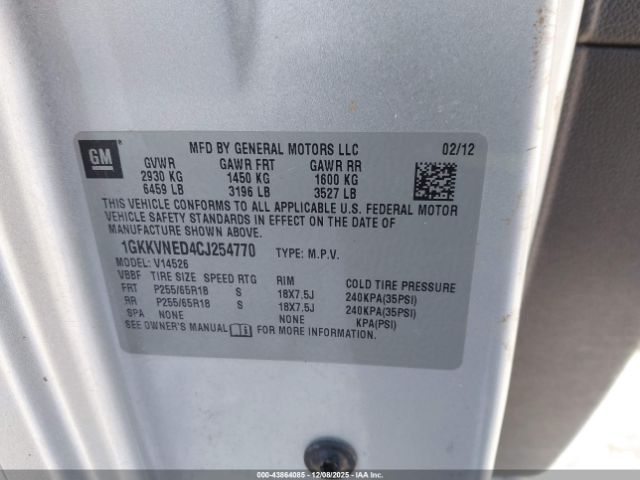 GM
MFD BY GENERAL MOTORS LLC 02/12
GVWR GAWR FRT GAWR RR
2930 KG 1450 KG 1600 KG
6459 LB 3196 LB 3527 LB
THIS VEHICLE CONFORMS TO ALL APPLICABLE U.S. FEDERAL MOTOR
VEHICLE SAFETY STANDARDS IN EFFECT ON THE DATE OF
MANUFACTURE SHOWN ABOVE.
1GKKVNED4CJ254770 TYPE: M.P.V.
MODEL: V14526
VBBF TIRE SIZE SPEED RTG RIM COLD TIRE PRESSURE
FRT P255/65R18 S 18X7.5J 240KPA(35PSI)
RR P255/65R18 S 18X7.5J 240KPA(35PSI)
SPA NONE NONE KPA(PSI)
SEE OWNER'S MANUAL FOR MORE INFORMATION.
000-43864085 - 12/08/2025 - IAAI - Copart